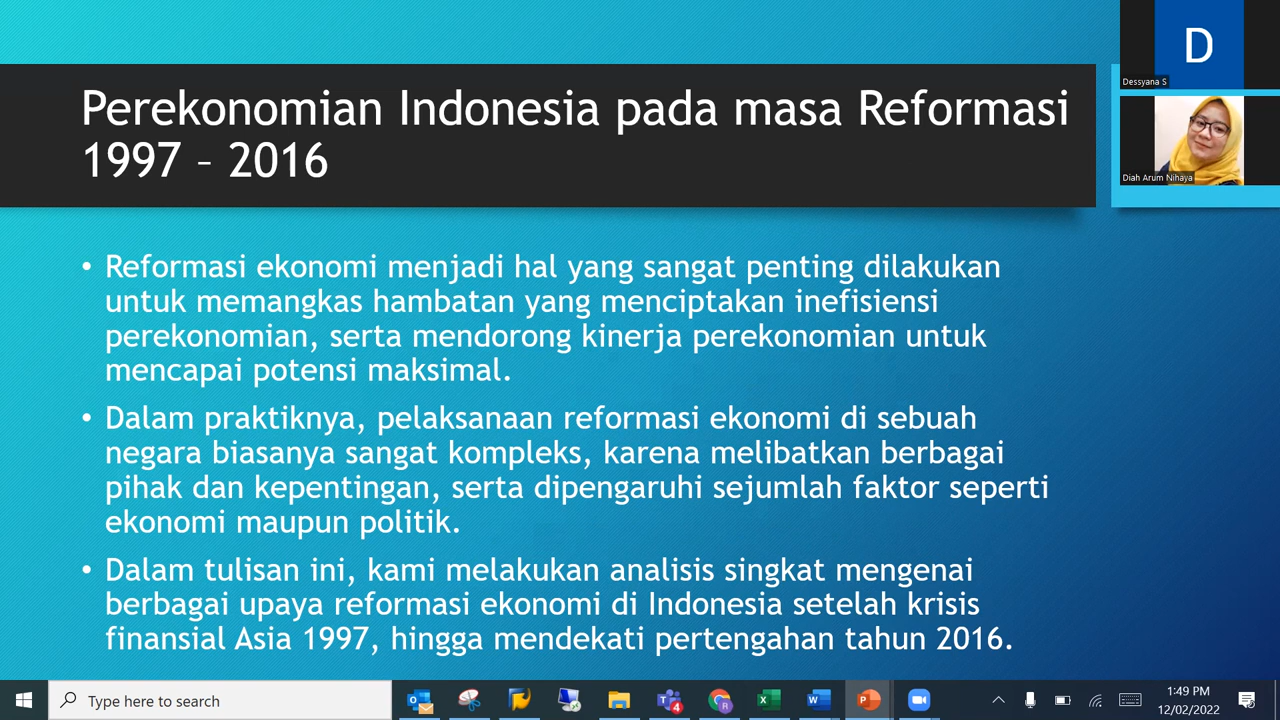 Perekonomian Indonesia pada masa Reformasi
1997 – 2016
• Reformasi ekonomi menjadi hal yang sangat penting dilakukan
untuk memangkas hambatan yang menciptakan inefisiensi
perekonomian, serta mendorong kinerja perekonomian untuk
mencapai potensi maksimal.
• Dalam praktiknya, pelaksanaan reformasi ekonomi di sebuah
negara biasanya sangat kompleks, karena melibatkan berbagai
pihak dan kepentingan, serta dipengaruhi sejumlah faktor seperti
ekonomi maupun politik.
• Dalam tulisan ini, kami melakukan analisis singkat mengenai
berbagai upaya reformasi ekonomi di Indonesia setelah krisis
finansial Asia 1997, hingga mendekati pertengahan tahun 2016.
D
Dessyana S
Diah Arum Nihaya
Type here to search
4
1:49 PM
12/02/2022